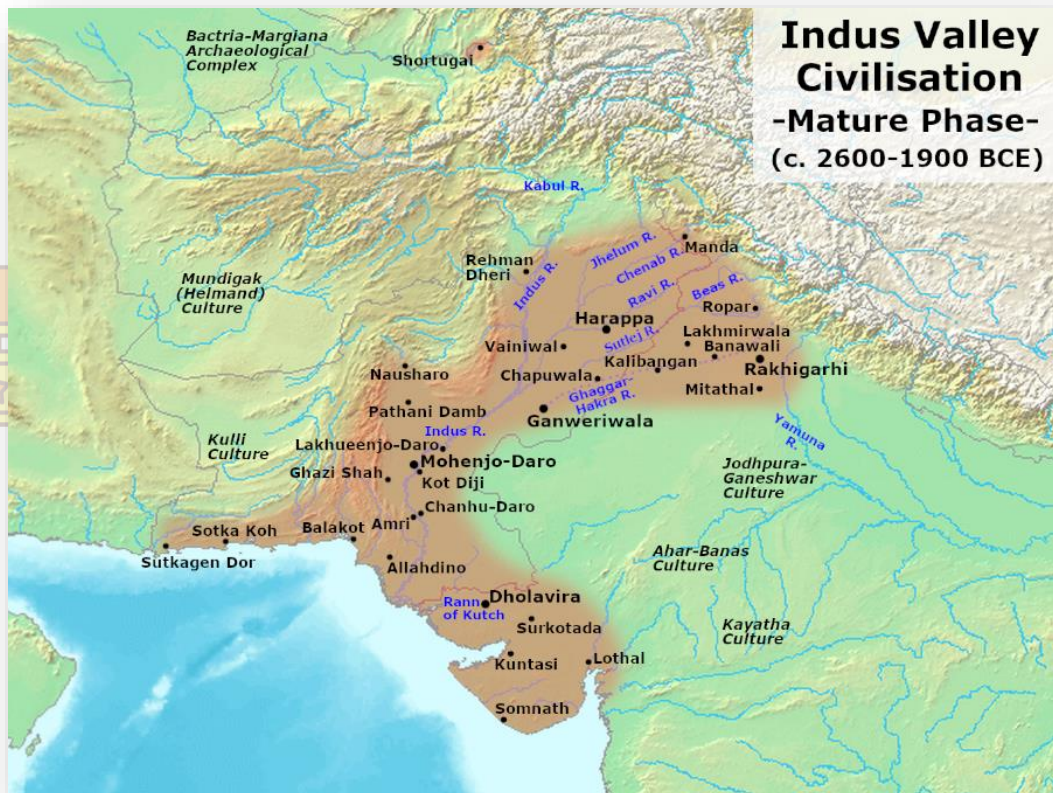 Indus Valley
Civilisation
-Mature Phase-
(c. 2600-1900 BCE)
Bactria-Margiana
Archaeological
Complex
Shortugai
Kabul R.
Manda
Jhelum R.
Rehman
Dheri
Indus R.
Chenab R.
Mundigak
(Helmand)
Culture
Ravi R.
Beas R.
Ropar
Harappa
Sutlej R.
Lakhmirwala
Vainiwal
Banawali
Kalibangan
Rakhigarhi
Nausharo
Chapuwala
Mitathal
Ghaggar-
Hakra R.
Pathani Damb
Ganweriwala
Indus R.
Yamuna
R.
Kulli
Culture
Lakhueenjo-Daro
Mohenjo-Daro
Ghazi Shah
Kot Diji
Jodhpura-
Ganeshwar
Culture
Chanhu-Daro
Amri
Sotka Koh
Balakot
Sutkagen Dor
Allahdino
Ahar-Banas
Culture
Dholavira
Rann
of Kutch
Surkotada
Kayatha
Culture
Kuntasi
Lothal
Somnath